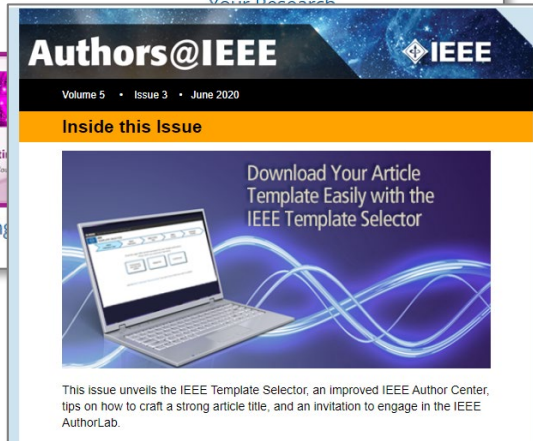 Your Research
Authors@IEEE
IEEE
Volume 5 • Issue 3 • June 2020
Inside this Issue
Download Your Article
Template Easily with the
IEEE Template Selector
This issue unveils the IEEE Template Selector, an improved IEEE Author Center,
tips on how to craft a strong article title, and an invitation to engage in the IEEE
AuthorLab.